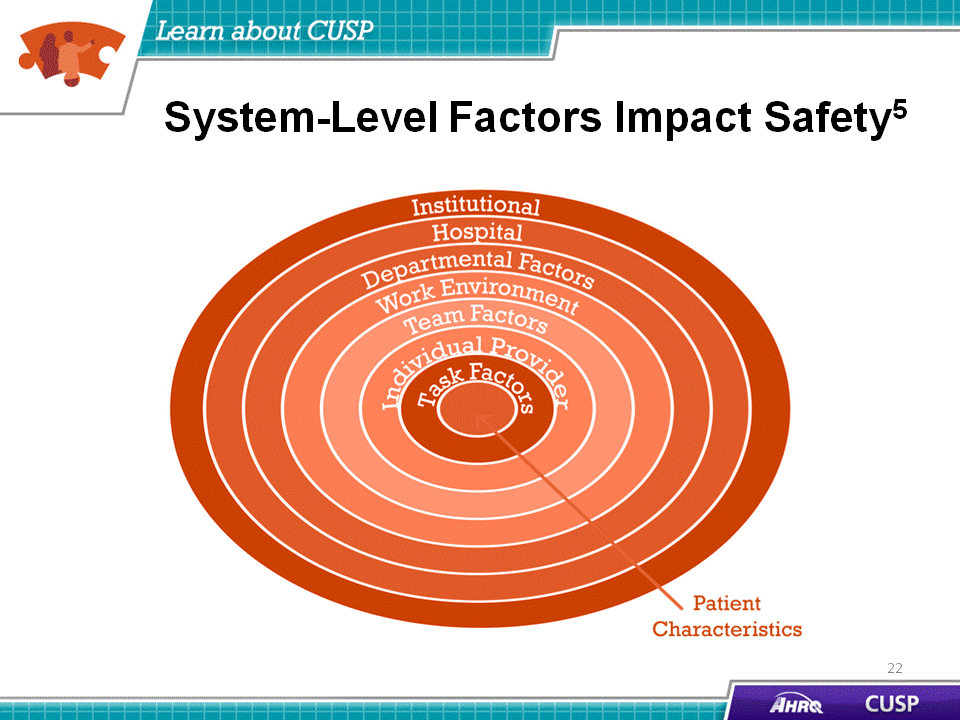 Learn about CUSP
System-Level Factors Impact Safety5
Institutional
Hospital
Departmental Factors
Work Environment
Team Factors
Individual Provider
Task Factors
Patient
Characteristics
22
AHRQ
CUSP